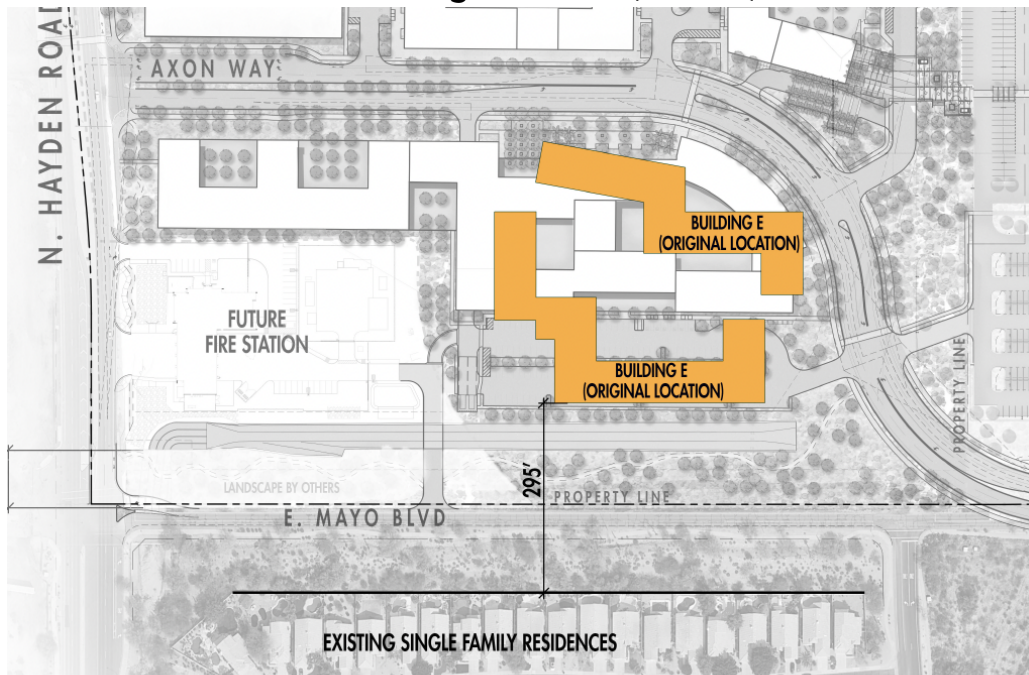 AXON WAY
N. HAYDEN ROAD
BUILDING E
(ORIGINAL LOCATION)
FUTURE
FIRE STATION
PROPERTY LINE
BUILDING E
(ORIGINAL LOCATION)
295'
LANDSCAPE BY OTHERS
PROPERTY LINE
E. MAYO BLVD
EXISTING SINGLE FAMILY RESIDENCES